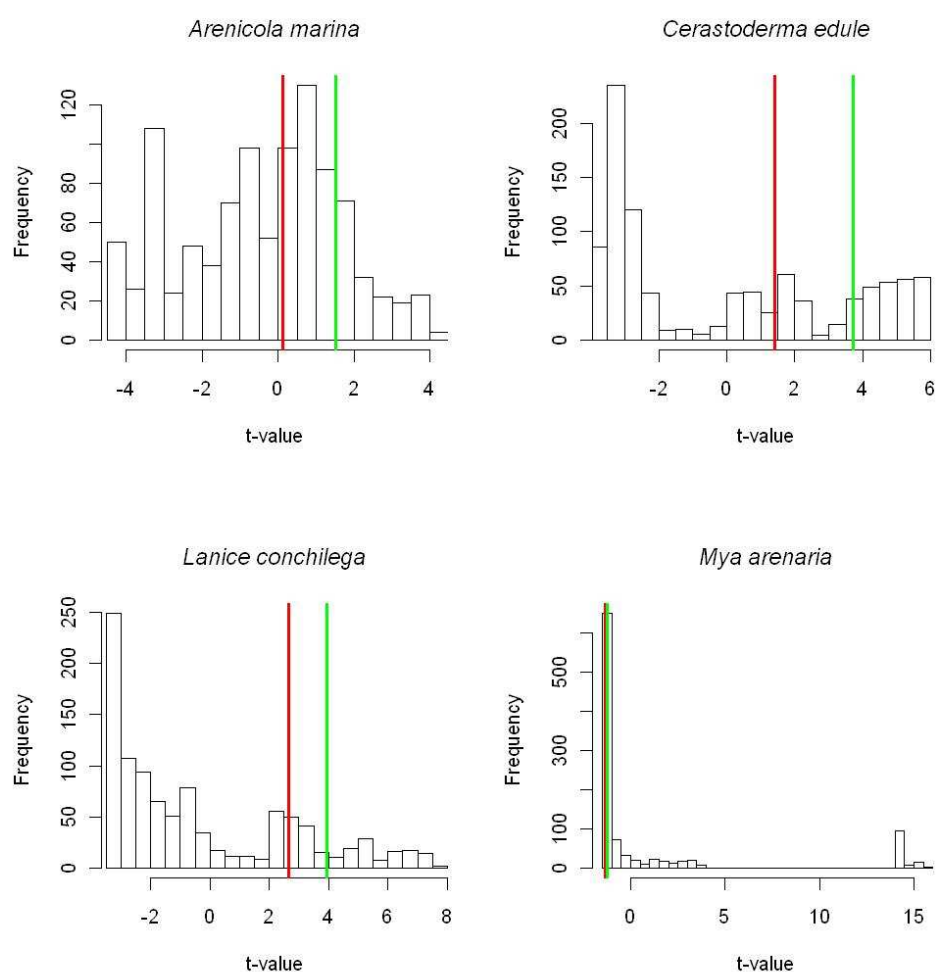 Arenicola marina
Frequency
0 20 40 60 80 120
-4 -2 0 2 4
t-value
Cerastoderma edule
Frequency
0 50 100 150 200
-2 0 2 4 6
t-value
Lanice conchilega
Frequency
0 50 100 150 200 250
-2 0 2 4 6 8
t-value
Mya arenaria
Frequency
0 100 300 500
0 5 10 15
t-value